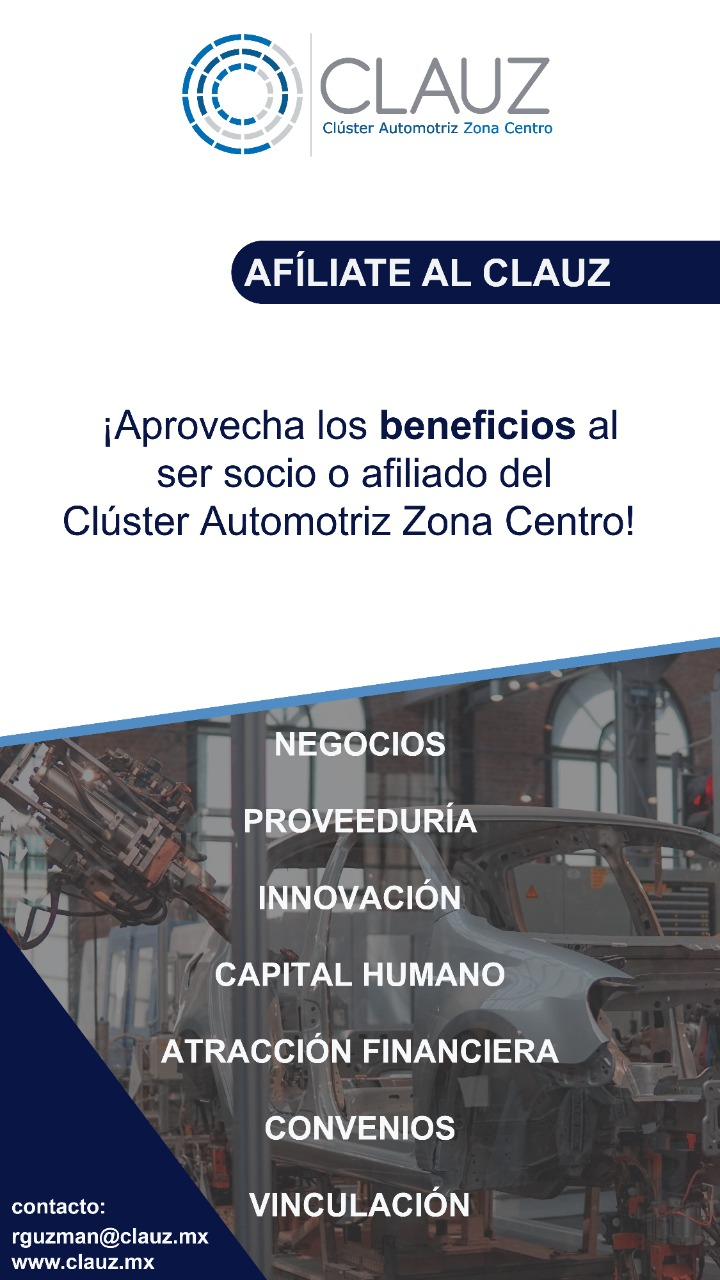 CLAUZ
Clúster Automotriz Zona Centro
AFÍLIATE AL CLAUZ
¡Aprovecha los beneficios al
ser socio o afiliado del
Clúster Automotriz Zona Centro!
NEGOCIOS
PROVEEDURÍA
INNOVACIÓN
CAPITAL HUMANO
ATRACCIÓN FINANCIERA
CONVENIOS
VINCULACIÓN
contacto:
rguzman@clauz.mx
www.clauz.mx